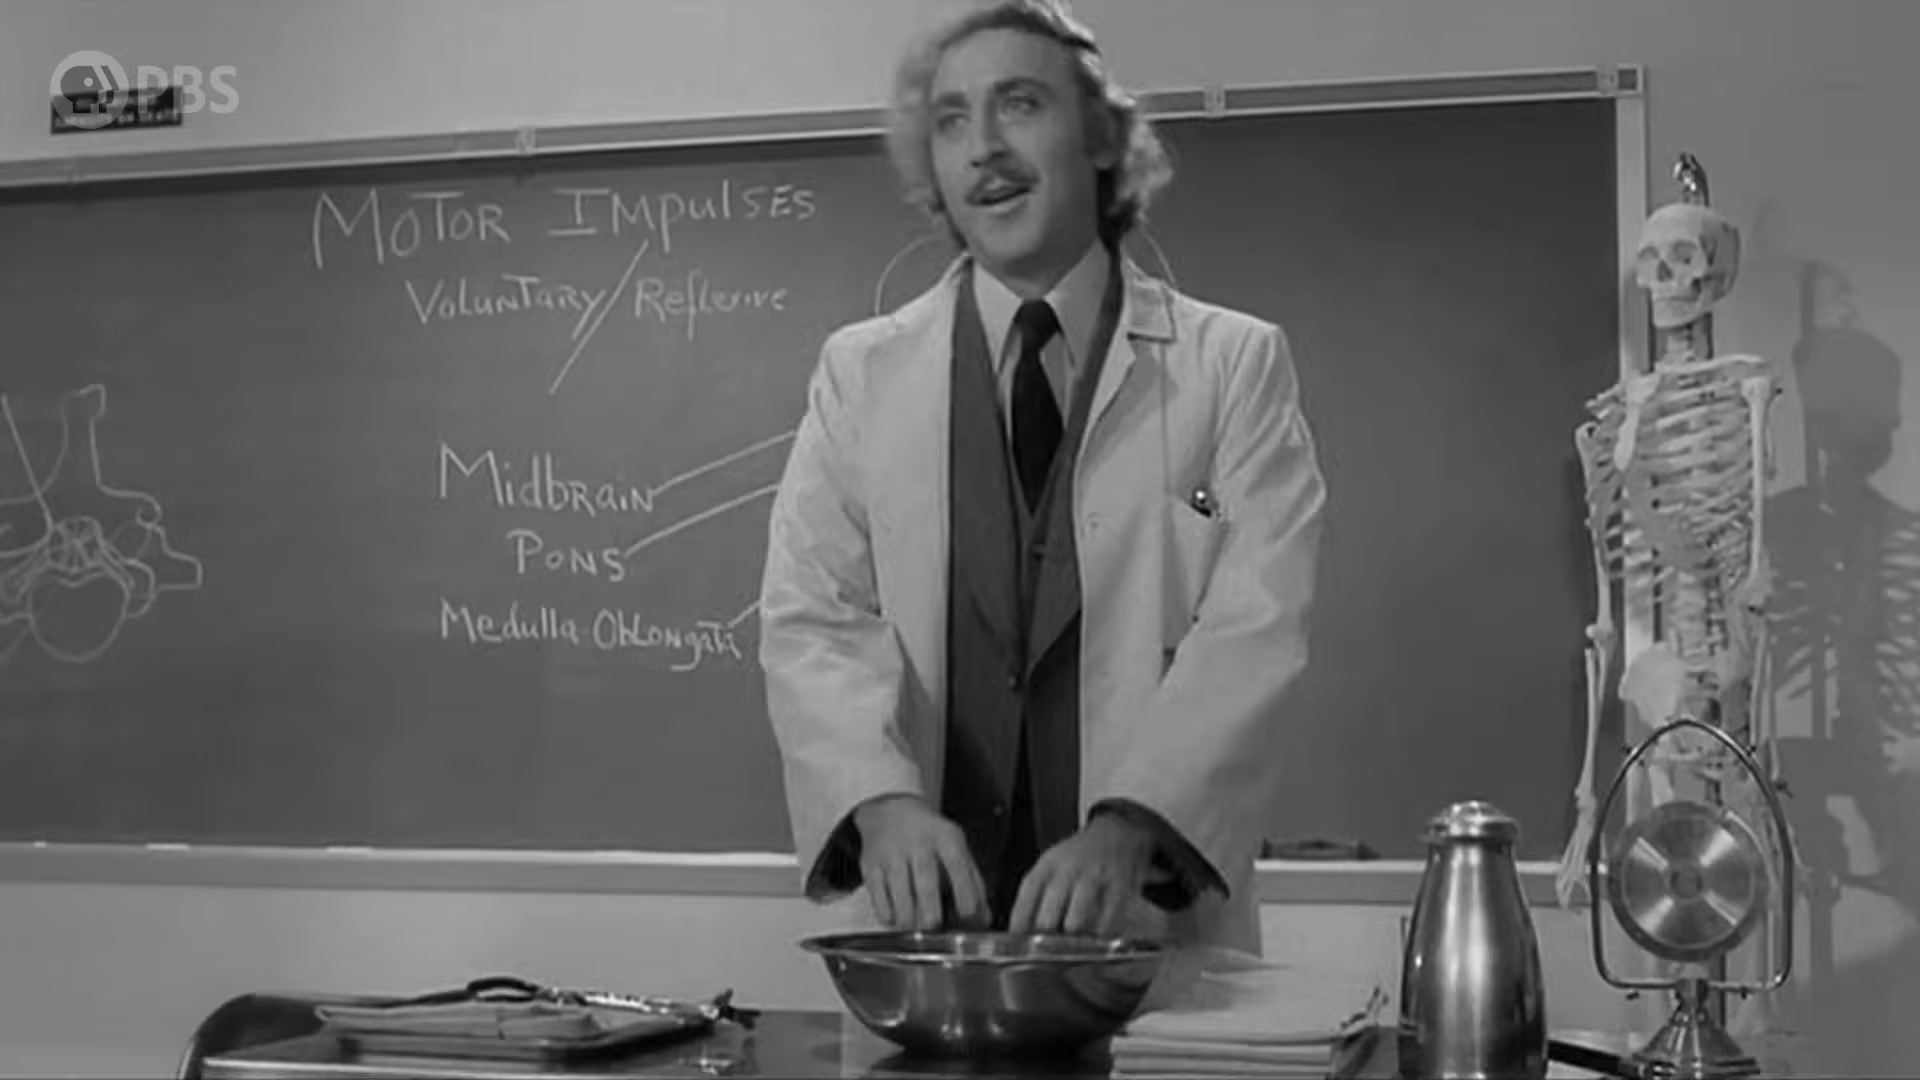 PBS
MOTOR IMPULSES
VOLUNTARY/REFLEXIVE
MIDBRAIN
PONS
MEDULLA OBLONGATA